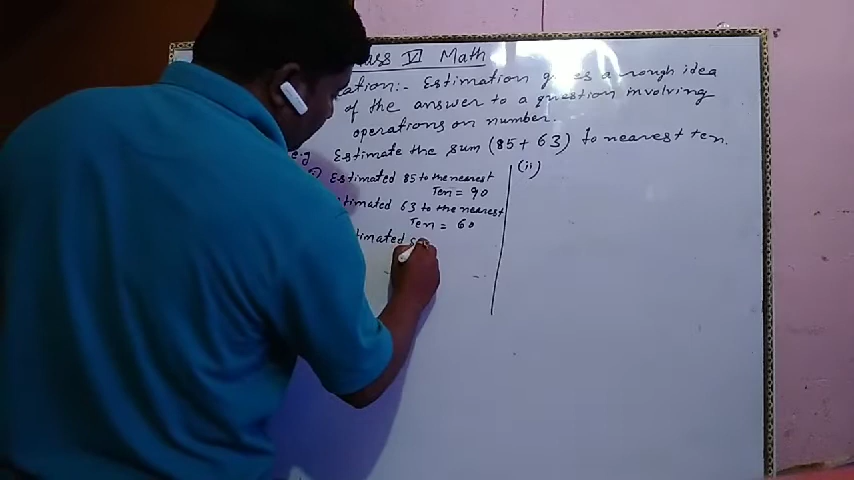 Class VI Math
Estimation gives a rough idea
of the answer to a question involving
operations on number.
e.g Estimate the sum (85 + 63) to nearest ten.
(i) Estimated 85 to the nearest
Ten = 90
Estimated 63 to the nearest
Ten = 60
Estimated
(ii)